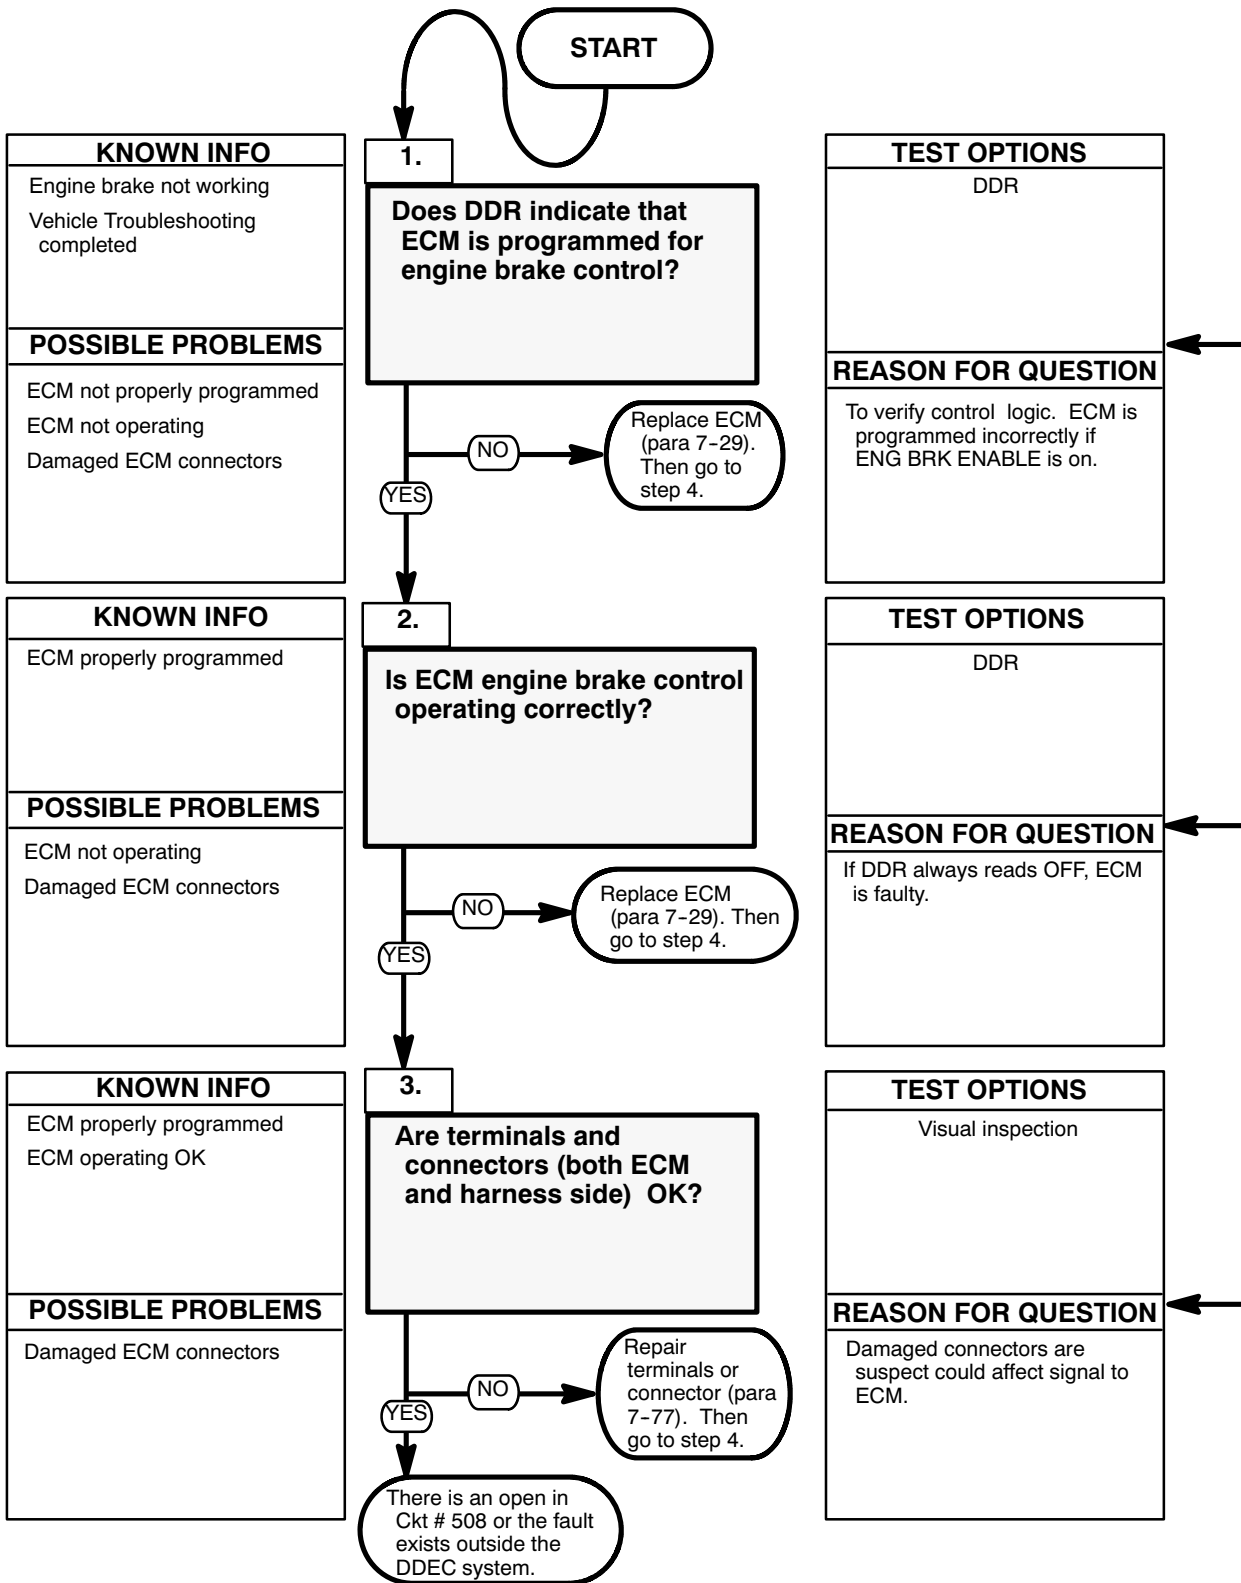 START
KNOWN INFO
Engine brake not working
Vehicle Troubleshooting
completed
POSSIBLE PROBLEMS
ECM not properly programmed
ECM not operating
Damaged ECM connectors
1.
Does DDR indicate that
ECM is programmed for
engine brake control?
NO
Replace ECM
(para 7-29).
Then go to
step 4.
YES
TEST OPTIONS
DDR
REASON FOR QUESTION
To verify control logic. ECM is
programmed incorrectly if
ENG BRK ENABLE is on.
KNOWN INFO
ECM properly programmed
POSSIBLE PROBLEMS
ECM not operating
Damaged ECM connectors
2.
Is ECM engine brake control
operating correctly?
NO
Replace ECM
(para 7-29). Then
go to step 4.
YES
TEST OPTIONS
DDR
REASON FOR QUESTION
If DDR always reads OFF, ECM
is faulty.
KNOWN INFO
ECM properly programmed
ECM operating OK
POSSIBLE PROBLEMS
Damaged ECM connectors
3.
Are terminals and
connectors (both ECM
and harness side) OK?
NO
Repair
terminals or
connector (para
7-77). Then
go to step 4.
YES
There is an open in
Ckt # 508 or the fault
exists outside the
DDEC system.
TEST OPTIONS
Visual inspection
REASON FOR QUESTION
Damaged connectors are
suspect could affect signal to
ECM.